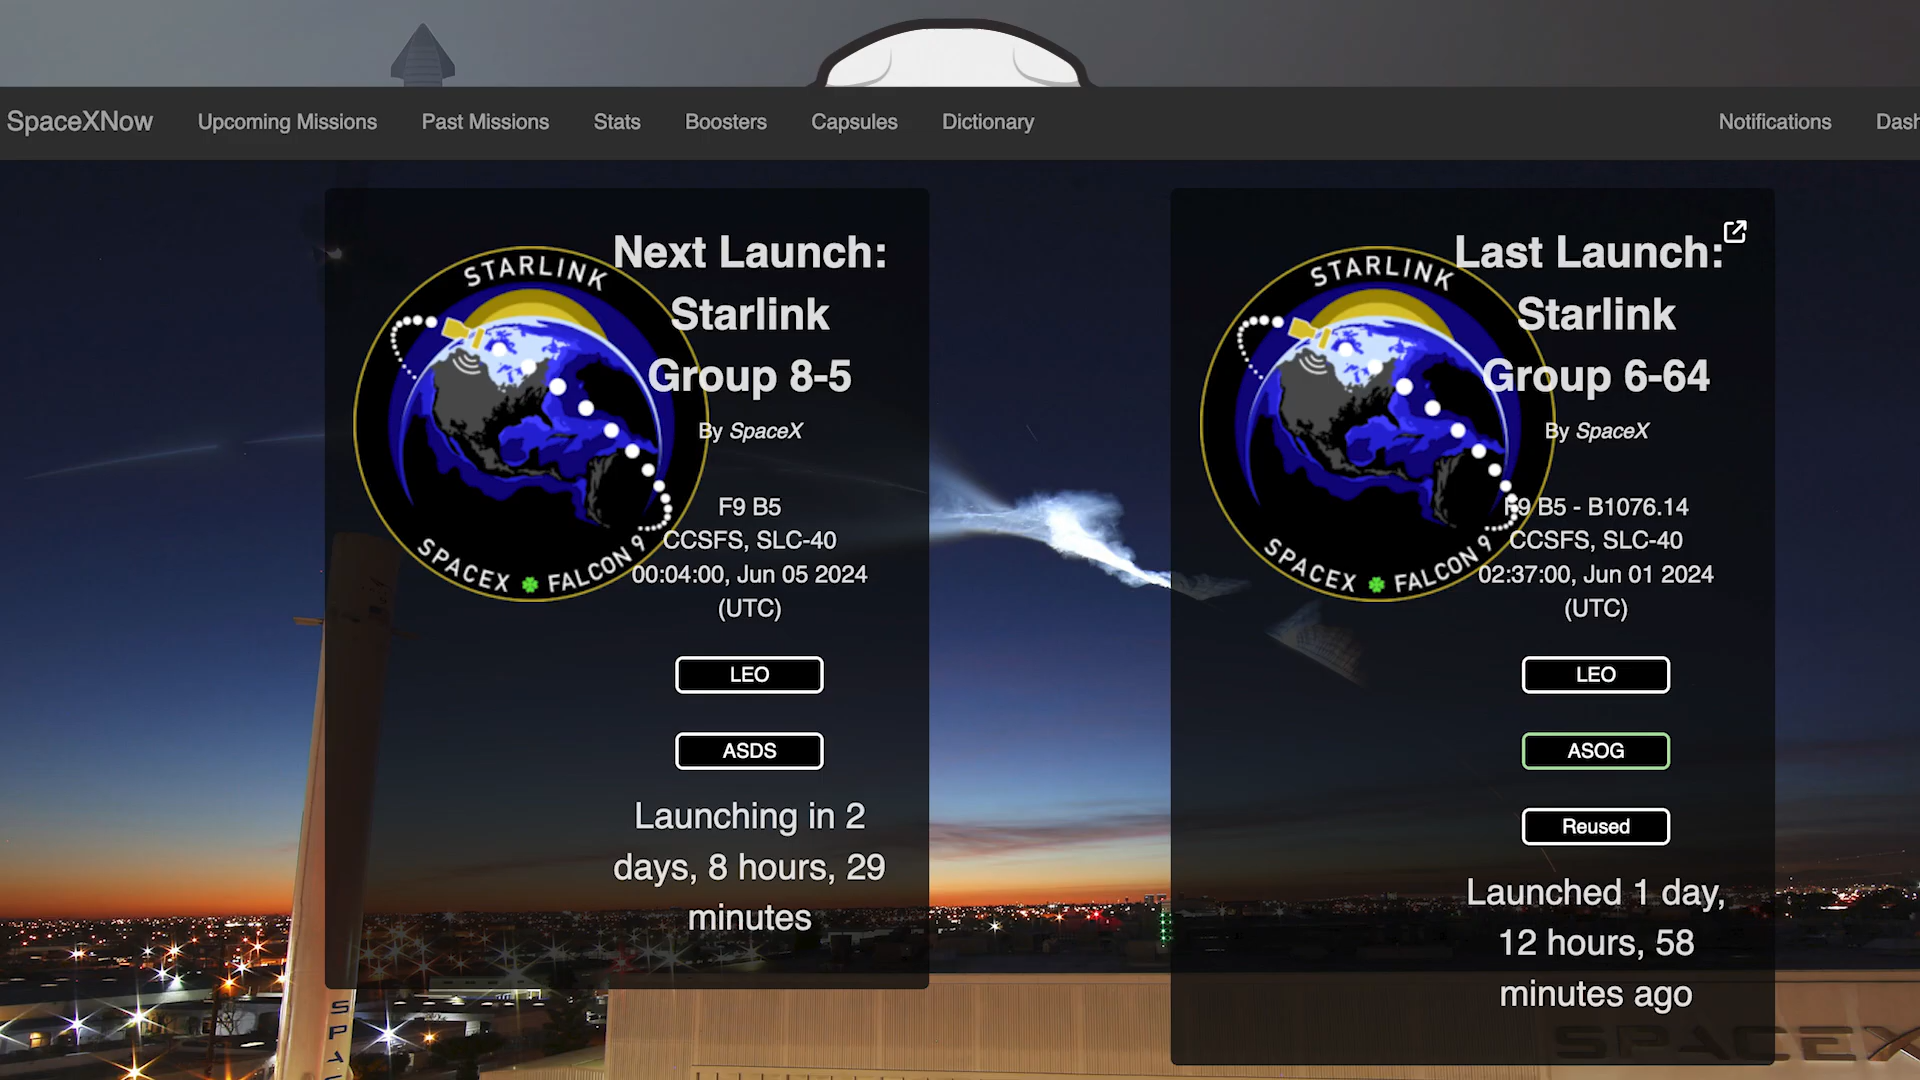 SpaceXNow Upcoming Missions Past Missions Stats Boosters Capsules Dictionary Notifications Dash
Next Launch:
Starlink
Group 8-5
By SpaceX
F9 B5
CCSFS, SLC-40
00:04:00, Jun 05 2024
(UTC)
LEO
ASDS
Launching in 2
days, 8 hours, 29
minutes
STARLINK
SPACEX FALCON 9
Last Launch:
Starlink
Group 6-64
By SpaceX
F9 B5 - B1076.14
CCSFS, SLC-40
02:37:00, Jun 01 2024
(UTC)
LEO
ASOG
Reused
Launched 1 day,
12 hours, 58
minutes ago
STARLINK
SPACEX FALCON 9
SPA
SPACEX